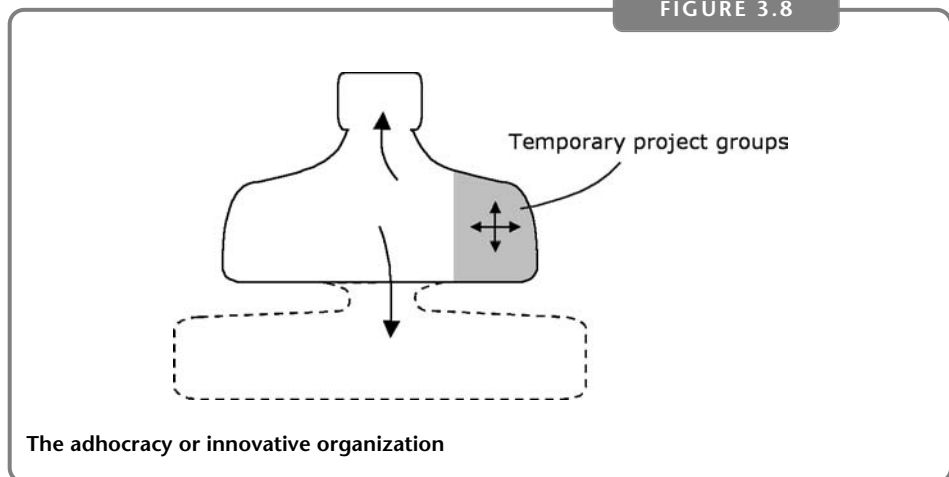 FIGURE 3.8
Temporary project groups
The adhocracy or innovative organization